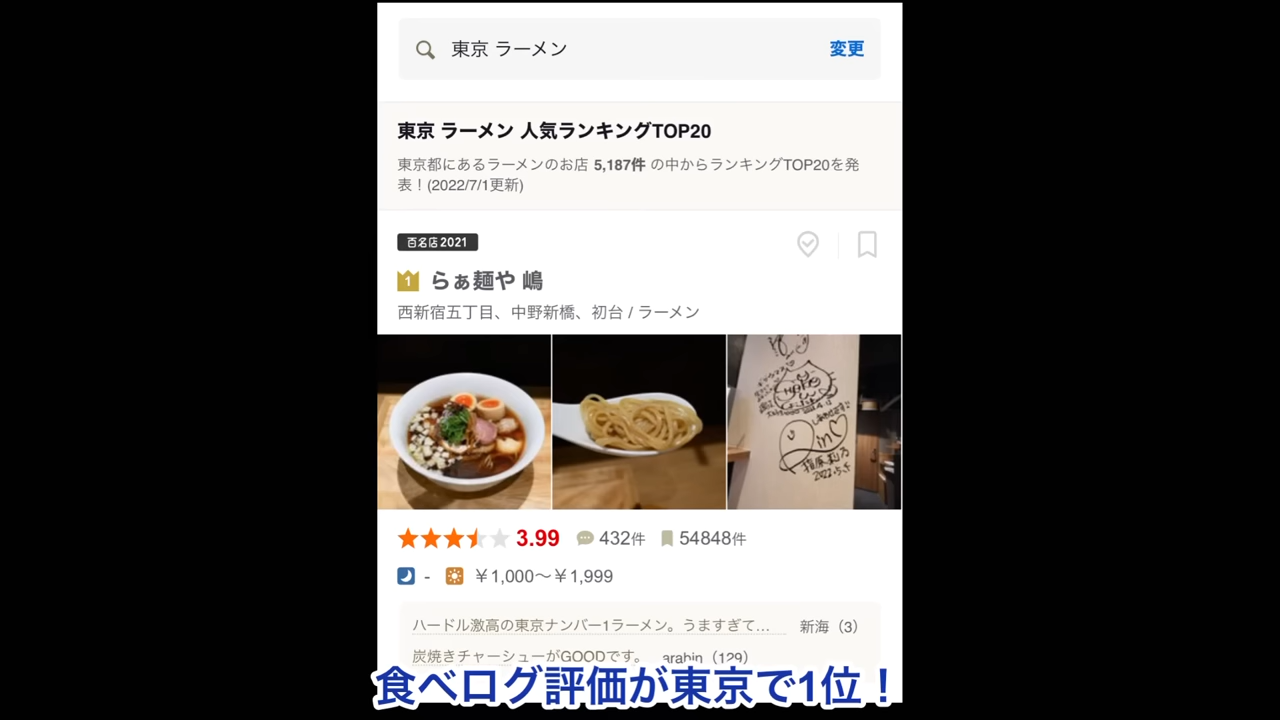 東京 ラーメン
変更
東京 ラーメン 人気ランキングTOP20
東京都にあるラーメンのお店 5,187件 の中からランキングTOP20を発
表！(2022/7/1更新)
百名店2021
1 らぁ麺や 嶋
西新宿五丁目、中野新橋、初台 / ラーメン
3.99 432件 54848件
- ￥1,000～￥1,999
ハードル激高の東京ナンバー1ラーメン。うますぎて... 新海（3）
炭焼きチャーシューがGOODです。 arabin（129）
食べログ評価が東京で1位！